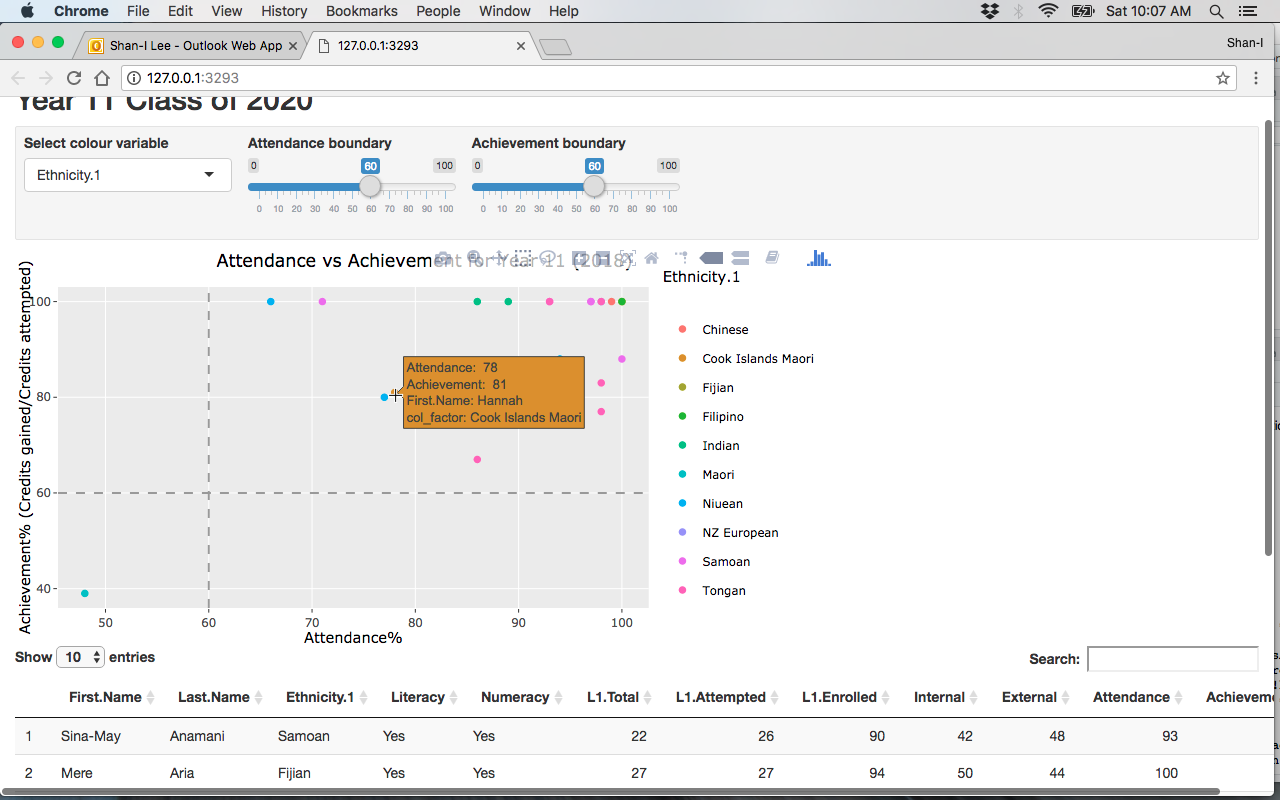 Chrome File Edit View History Bookmarks People Window Help Sat 10:07 AM
Shan-I Lee - Outlook Web App 127.0.0.1:3293 Shan-I
127.0.0.1:3293
Year 11 Class of 2020
Select colour variable Attendance boundary Achievement boundary
Ethnicity.1
0 60 100 0 60 100
0 10 20 30 40 50 60 70 80 90 100 0 10 20 30 40 50 60 70 80 90 100
Attendance vs Achievement for Year 11 (2018)
Achievement% (Credits gained/Credits attempted)
100
80
60
40
50 60 70 80 90 100
Attendance%
Attendance: 78
Achievement: 81
First.Name: Hannah
col_factor: Cook Islands Maori
Ethnicity.1
Chinese
Cook Islands Maori
Fijian
Filipino
Indian
Maori
Niuean
NZ European
Samoan
Tongan
Show 10 entries Search:
First.Name Last.Name Ethnicity.1 Literacy Numeracy L1.Total L1.Attempted L1.Enrolled Internal External Attendance Achieveme
1 Sina-May Anamani Samoan Yes Yes 22 26 90 42 48 93
2 Mere Aria Fijian Yes Yes 27 27 94 50 44 100